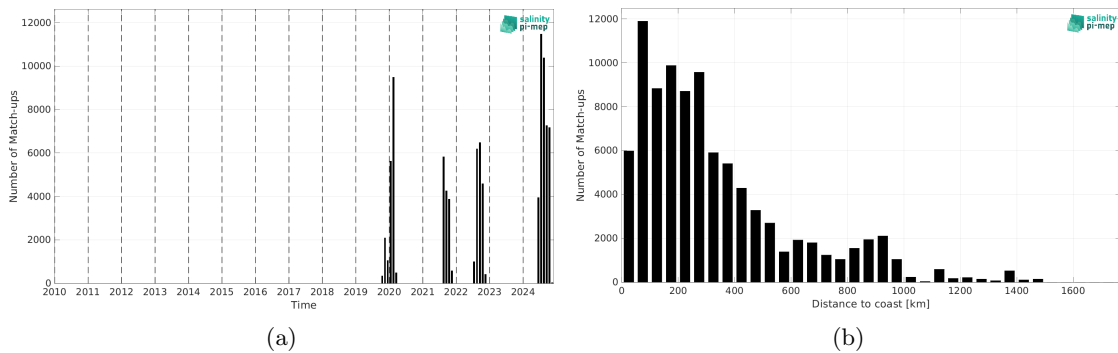 salinity
pi-mep
12000
10000
8000
6000
4000
2000
0
Number of Match-ups
2010 2011 2012 2013 2014 2015 2016 2017 2018 2019 2020 2021 2022 2023 2024
Time
(a)
salinity
pi-mep
12000
10000
8000
6000
4000
2000
0
Number of Match-ups
0 200 400 600 800 1000 1200 1400 1600
Distance to coast [km]
(b)